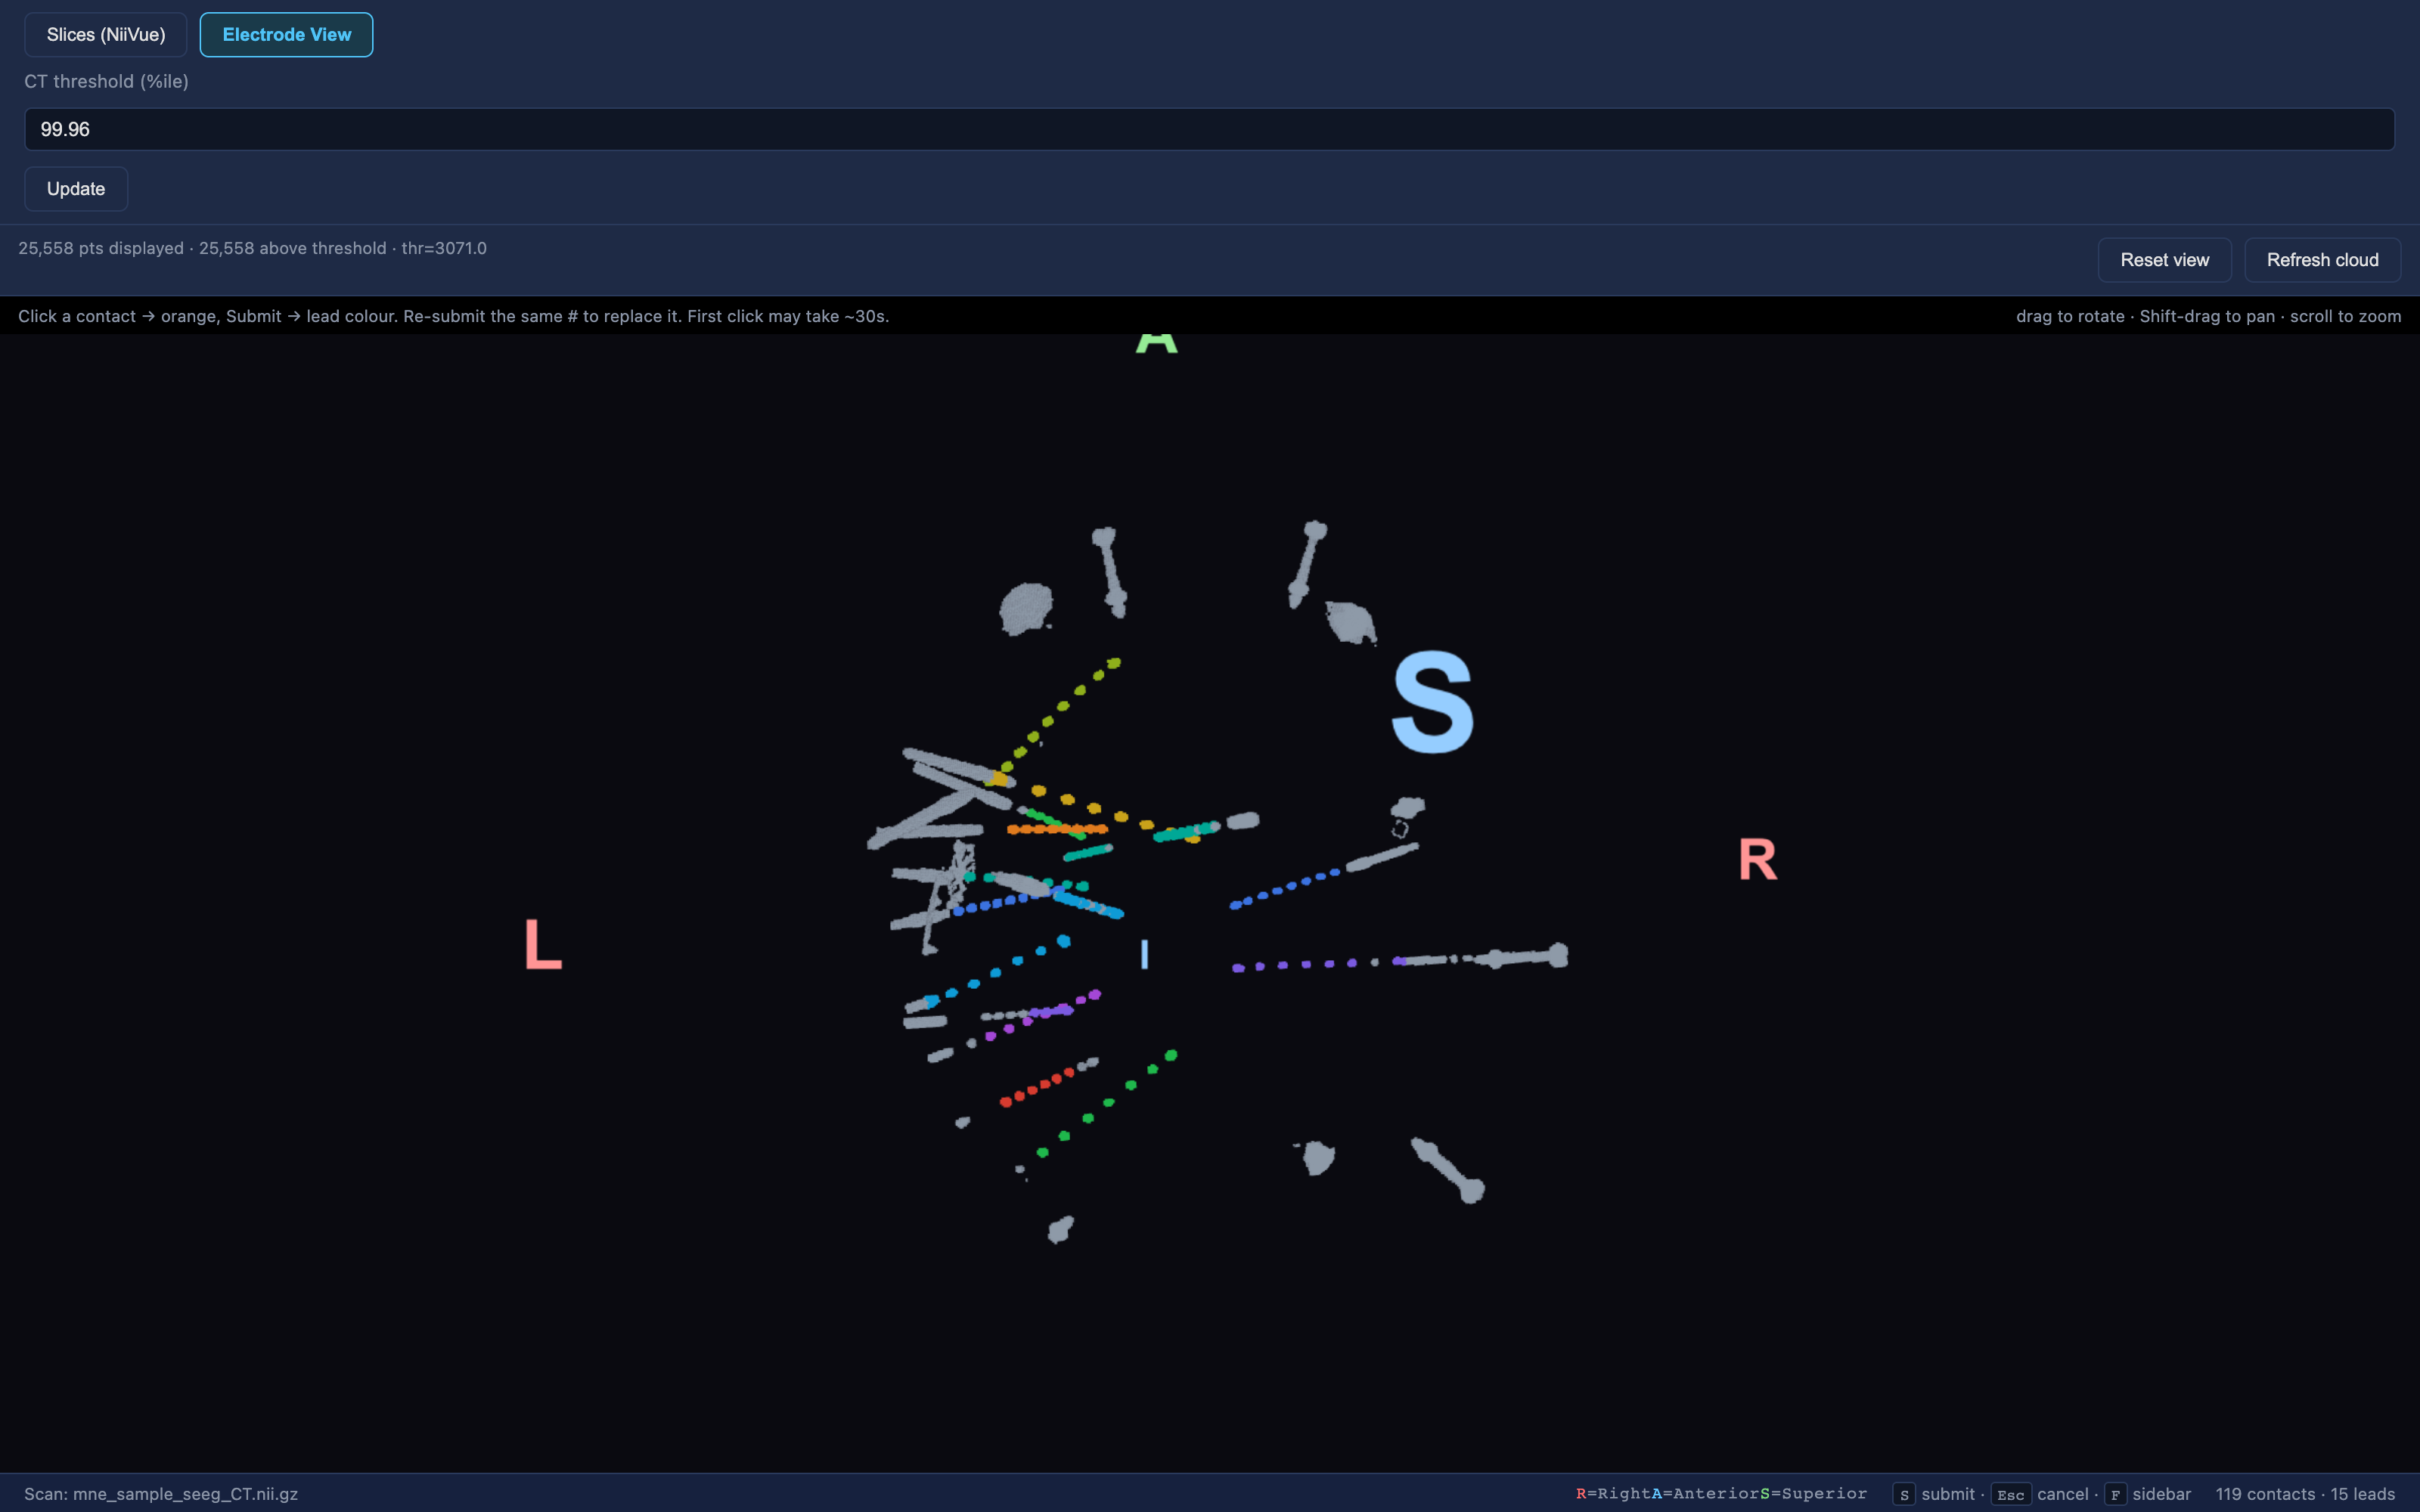 Slices (NiiVue) Electrode View
CT threshold (%ile)
99.96
Update
25,558 pts displayed · 25,558 above threshold · thr=3071.0
Reset view Refresh cloud
Click a contact → orange, Submit → lead colour. Re-submit the same # to replace it. First click may take ~30s.
drag to rotate · Shift-drag to pan · scroll to zoom
A
S
R
L
I
Scan: mne_sample_seeg_CT.nii.gz
R=RightA=AnteriorS=Superior
S submit · Esc cancel · F sidebar
119 contacts · 15 leads